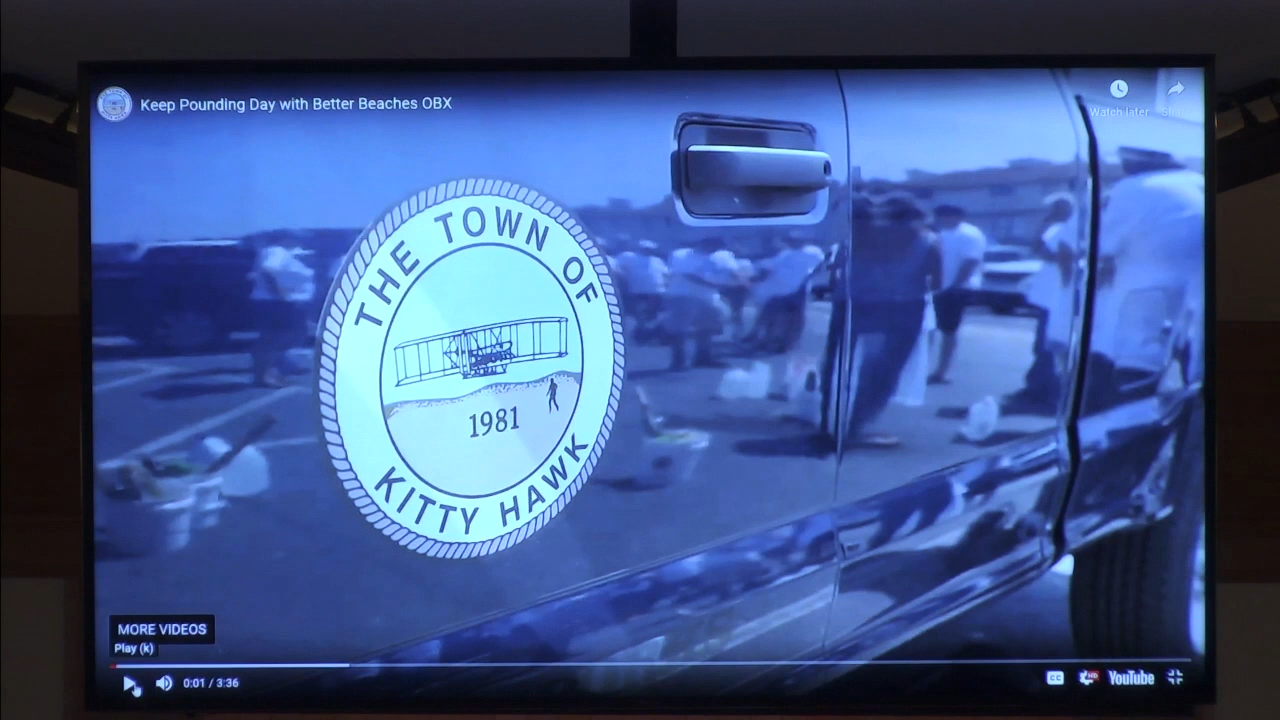 Keep Pounding Day with Better Beaches OBX
Watch later
THE TOWN OF
1981
KITTY HAWK
MORE VIDEOS
Play (k)
0:01 / 3:36
CC
HD
YouTube